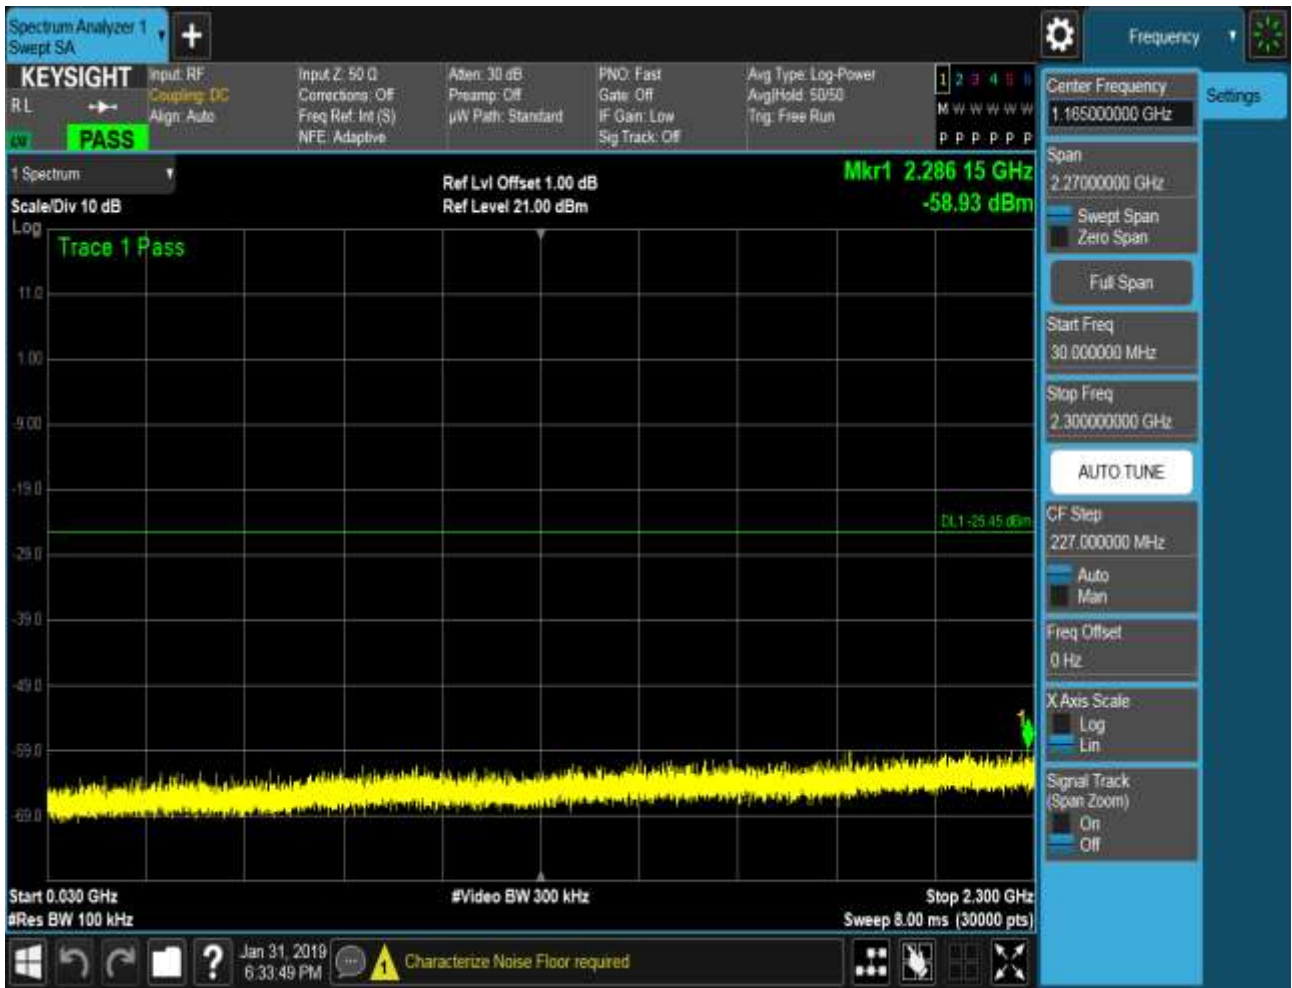 Spectrum Analyzer 1
Swept SA
Frequency
KEYSIGHT
R L
PASS
Input: RF
Coupling: DC
Align: Auto
Input Z: 50 Ω
Corrections: Off
Freq Ref: Int (S)
NFE: Adaptive
Atten: 30 dB
Preamp: Off
µW Path: Standard
PNO: Fast
Gate: Off
IF Gain: Low
Sig Track: Off
Avg Type: Log-Power
Avg|Hold: 50/50
Trig: Free Run
1 2 3 4 5 6
M W W W W W
P P P P P P
1 Spectrum
Scale/Div 10 dB
Log
Ref Lvl Offset 1.00 dB
Ref Level 21.00 dBm
Mkr1 2.286 15 GHz
-58.93 dBm
Trace 1 Pass
11.0
1.00
-9.00
-19.0
DL1 -25.45 dBm
-29.0
-39.0
-49.0
1
-59.0
-69.0
Start 0.030 GHz
#Res BW 100 kHz
#Video BW 300 kHz
Stop 2.300 GHz
Sweep 8.00 ms (30000 pts)
Center Frequency
1.165000000 GHz
Settings
Span
2.27000000 GHz
Swept Span
Zero Span
Full Span
Start Freq
30.000000 MHz
Stop Freq
2.300000000 GHz
AUTO TUNE
CF Step
227.000000 MHz
Auto
Man
Freq Offset
0 Hz
X Axis Scale
Log
Lin
Signal Track
(Span Zoom)
On
Off
?
Jan 31, 2019
6:33:49 PM
1
Characterize Noise Floor required